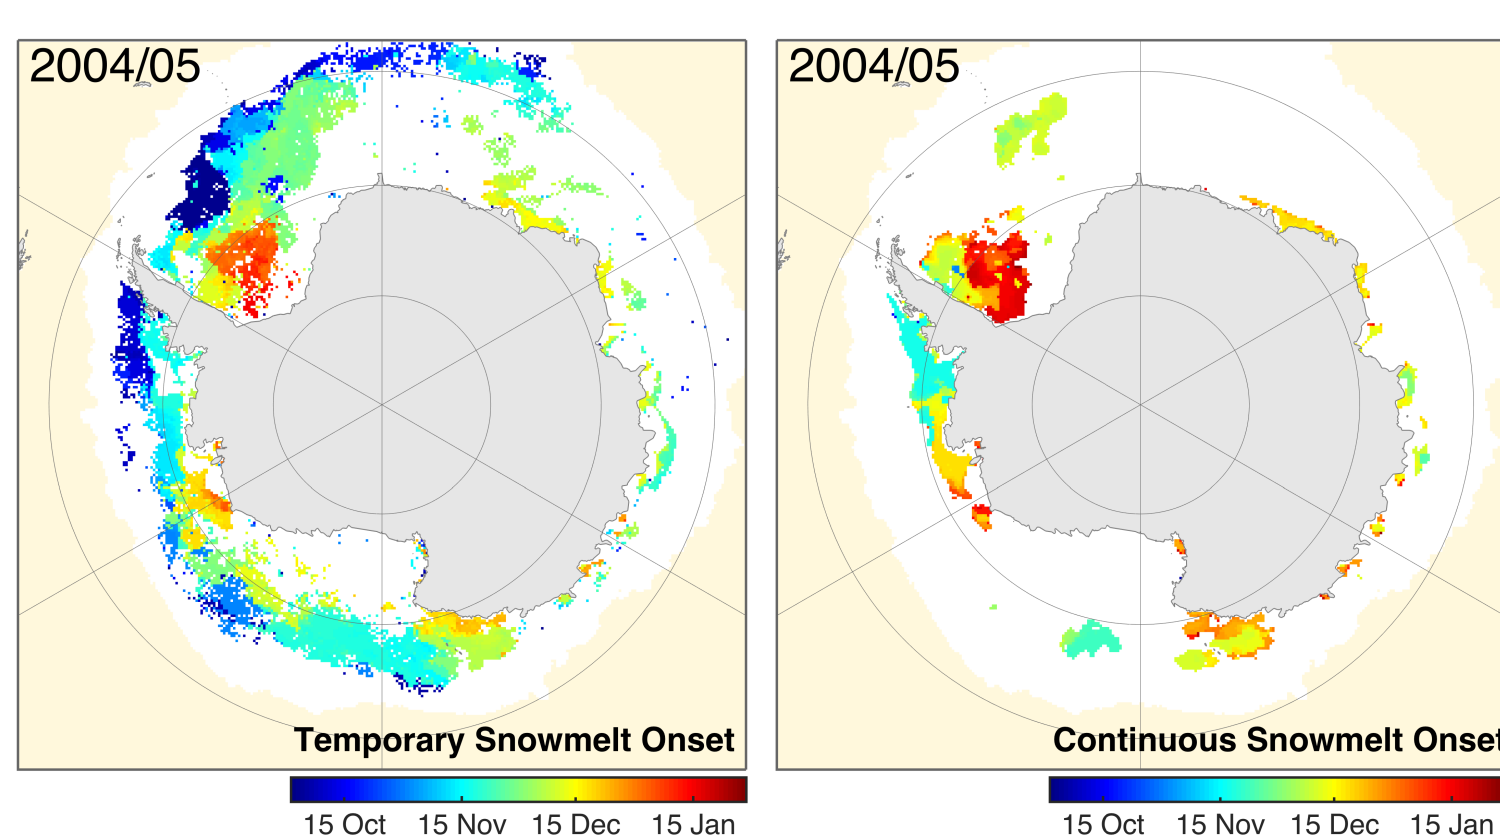 2004/05
2004/05
Temporary Snowmelt Onset
Continuous Snowmelt Onset
15 Oct 15 Nov 15 Dec 15 Jan
15 Oct 15 Nov 15 Dec 15 Jan